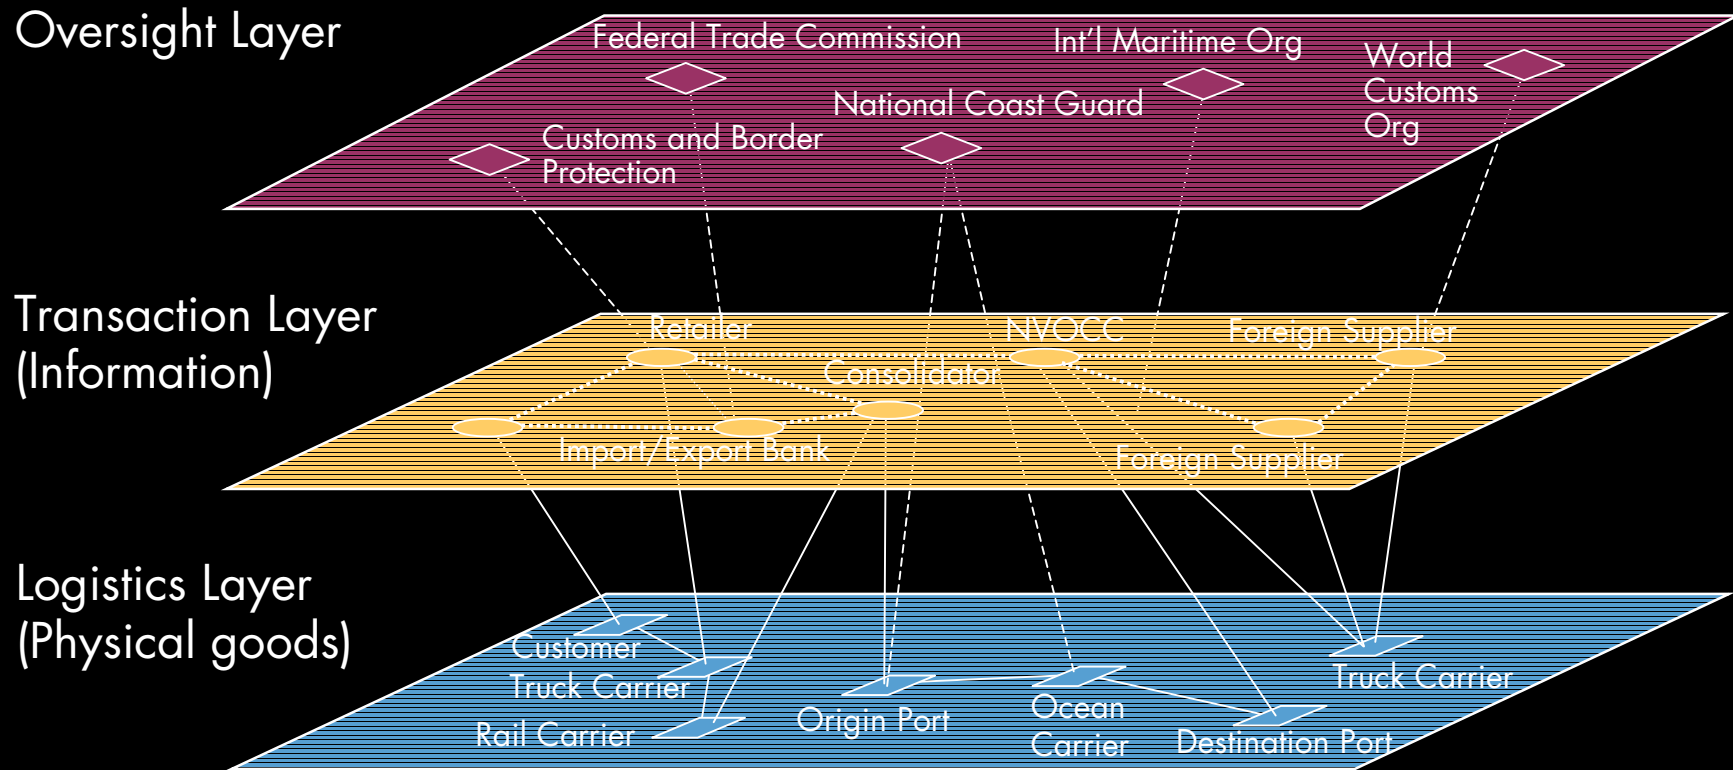 Oversight Layer
Federal Trade Commission
Int'l Maritime Org
World
Customs
Org
National Coast Guard
Customs and Border
Protection
Transaction Layer
(Information)
Retailer
NVOCC
Foreign Supplier
Consolidator
Import/Export Bank
Foreign Supplier
Logistics Layer
(Physical goods)
Customer
Truck Carrier
Rail Carrier
Origin Port
Ocean
Carrier
Destination Port
Truck Carrier